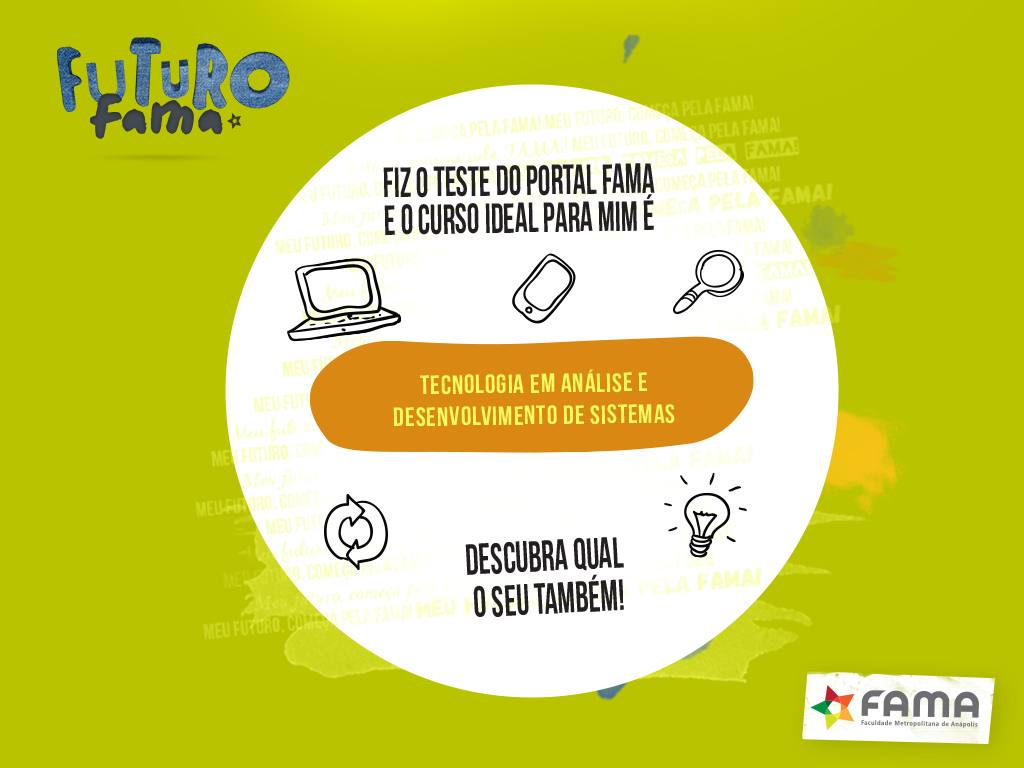 FUTURO
Fama
FIZ O TESTE DO PORTAL FAMA
E O CURSO IDEAL PARA MIM É
TECNOLOGIA EM ANÁLISE E
DESENVOLVIMENTO DE SISTEMAS
DESCUBRA QUAL
O SEU TAMBÉM!
FAMA
Faculdade Metropolitana de Anápolis